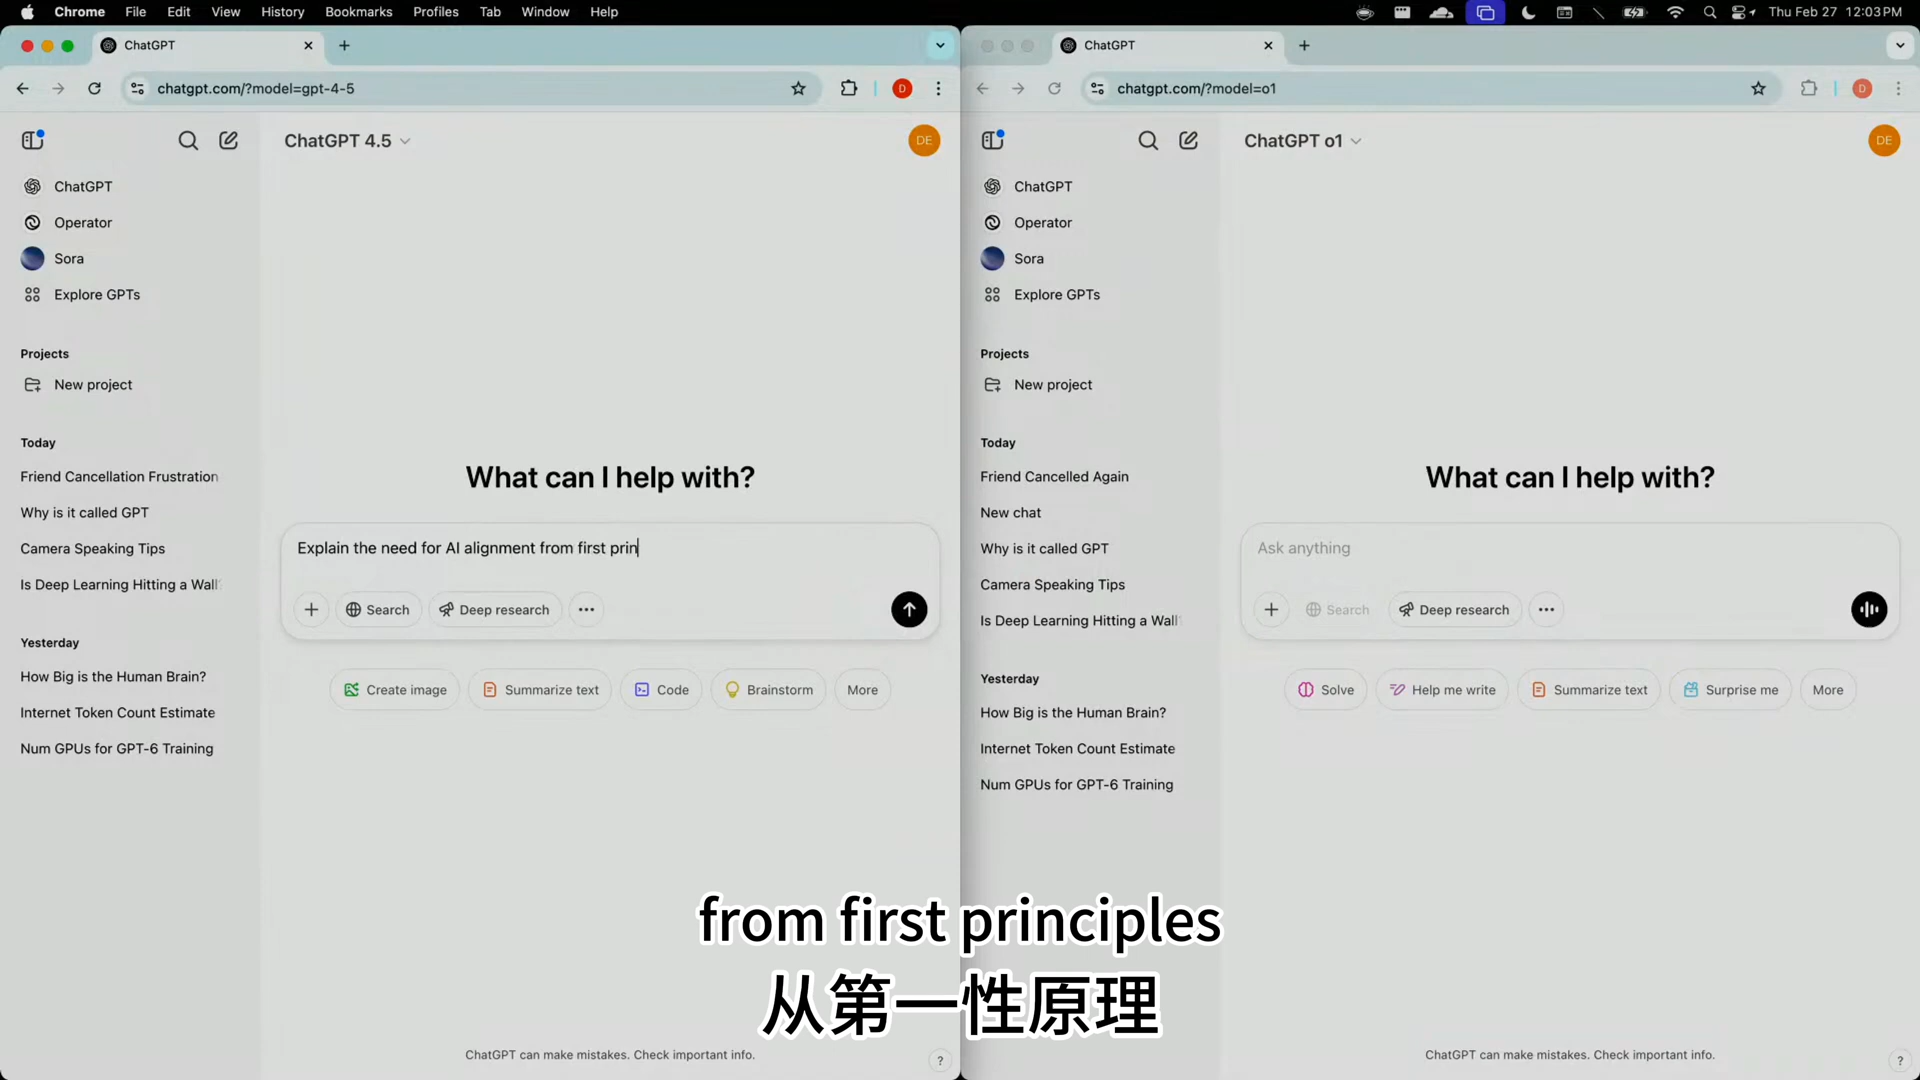 Chrome File Edit View History Bookmarks Profiles Tab Window Help Thu Feb 27 12:03 PM
ChatGPT
chatgpt.com/?model=gpt-4-5
D
ChatGPT 4.5
DE
ChatGPT
Operator
Sora
Explore GPTs
Projects
New project
Today
Friend Cancellation Frustration
Why is it called GPT
Camera Speaking Tips
Is Deep Learning Hitting a Wall
Yesterday
How Big is the Human Brain?
Internet Token Count Estimate
Num GPUs for GPT-6 Training
What can I help with?
Explain the need for AI alignment from first prin
Search Deep research
Create image Summarize text Code Brainstorm More
ChatGPT can make mistakes. Check important info.
?
ChatGPT
chatgpt.com/?model=o1
D
ChatGPT o1
DE
ChatGPT
Operator
Sora
Explore GPTs
Projects
New project
Today
Friend Cancelled Again
New chat
Why is it called GPT
Camera Speaking Tips
Is Deep Learning Hitting a Wall
Yesterday
How Big is the Human Brain?
Internet Token Count Estimate
Num GPUs for GPT-6 Training
What can I help with?
Ask anything
Search Deep research
Solve Help me write Summarize text Surprise me More
ChatGPT can make mistakes. Check important info.
?
from first principles
从第一性原理